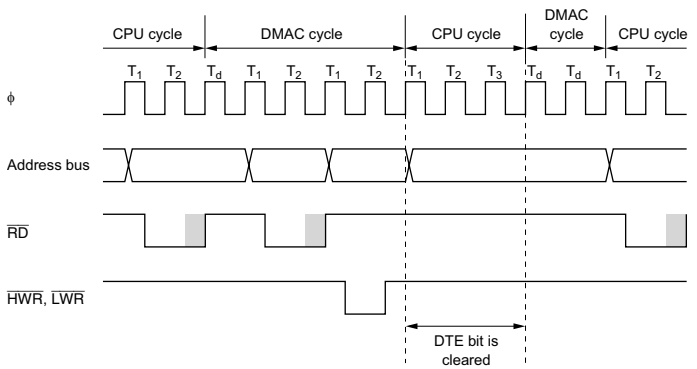 CPU cycle DMAC cycle CPU cycle DMAC cycle CPU cycle
T1 T2 Td T1 T2 T1 T2 T1 T2 T3 Td Td T1 T2
ϕ
Address bus
RD
HWR, LWR
DTE bit is
cleared